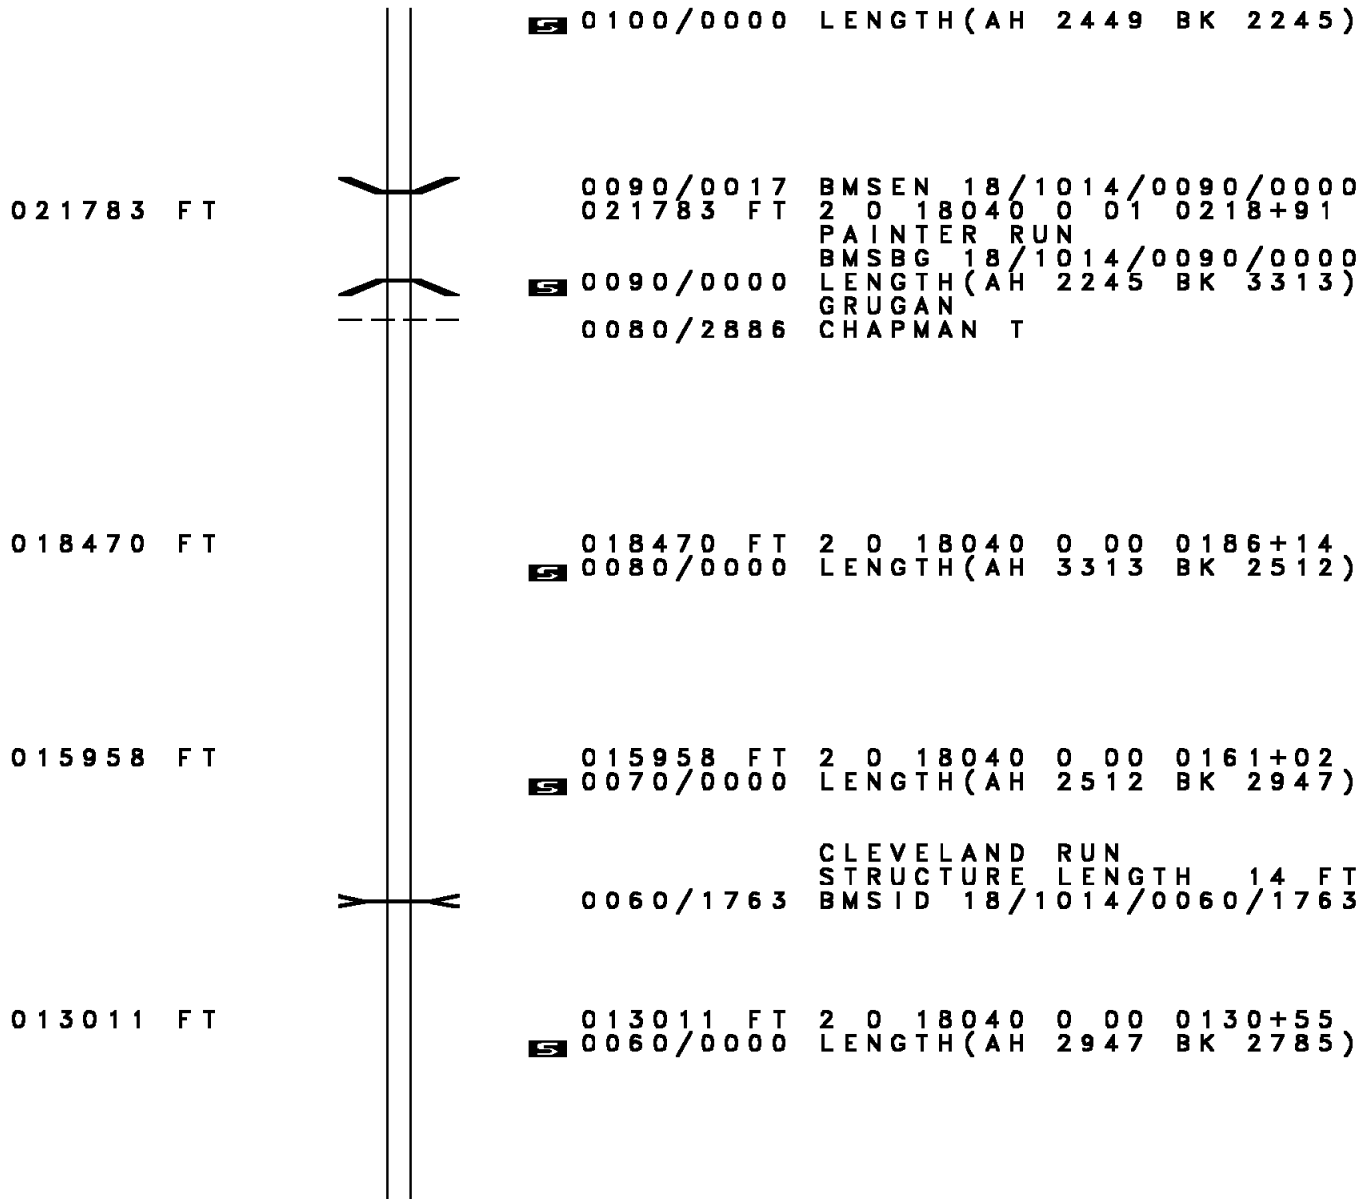 S 0100/0000 LENGTH(AH 2449 BK 2245)
0090/0017 BMSEN 18/1014/0090/0000
021783 FT 021783 FT 2 0 18040 0 01 0218+91
PAINTER RUN
BMSBG 18/1014/0090/0000
S 0090/0000 LENGTH(AH 2245 BK 3313)
GRUGAN
0080/2886 CHAPMAN T
018470 FT 018470 FT 2 0 18040 0 00 0186+14
S 0080/0000 LENGTH(AH 3313 BK 2512)
015958 FT 015958 FT 2 0 18040 0 00 0161+02
S 0070/0000 LENGTH(AH 2512 BK 2947)
CLEVELAND RUN
STRUCTURE LENGTH 14 FT
0060/1763 BMSID 18/1014/0060/1763
013011 FT 013011 FT 2 0 18040 0 00 0130+55
S 0060/0000 LENGTH(AH 2947 BK 2785)